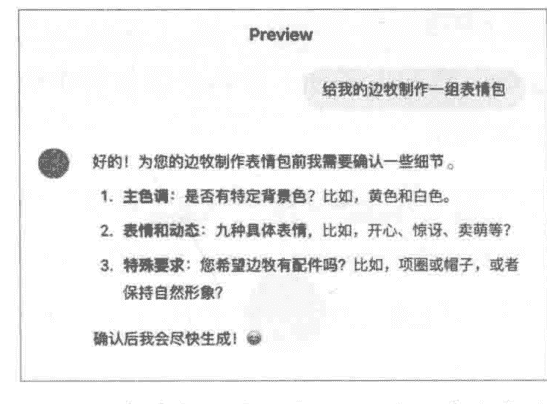 Preview
给我的边牧制作一组表情包
好的！为您的边牧制作表情包前我需要确认一些细节。
1. 主色调：是否有特定背景色？比如，黄色和白色。
2. 表情和动态：九种具体表情，比如，开心、惊讶、卖萌等？
3. 特殊要求：您希望边牧有配件吗？比如，项圈或帽子，或者
保持自然形象？
确认后我会尽快生成！😄